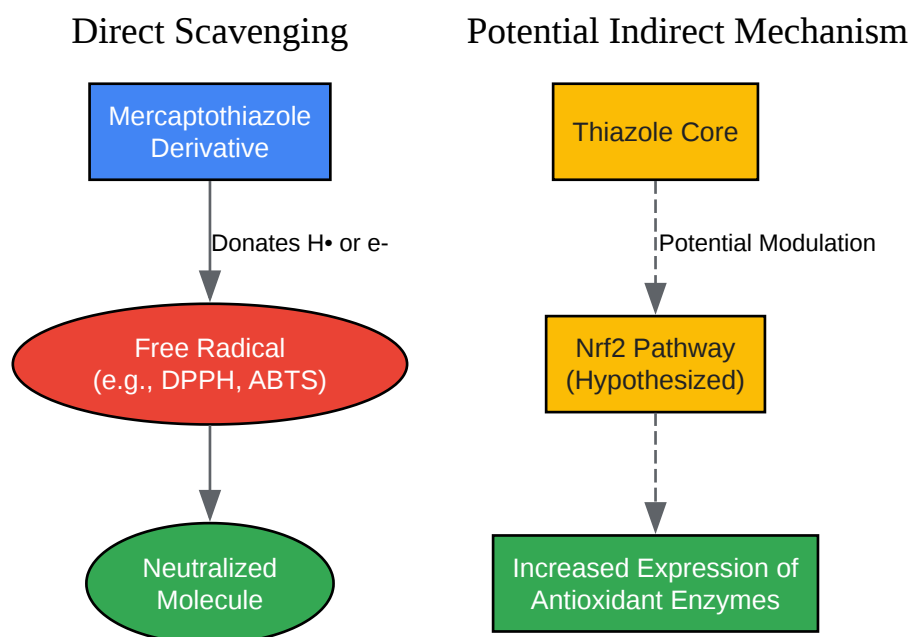 Direct Scavenging
Mercaptothiazole
Derivative
Donates H• or e-
Free Radical
(e.g., DPPH, ABTS)
Neutralized
Molecule
Potential Indirect Mechanism
Thiazole Core
Potential Modulation
Nrf2 Pathway
(Hypothesized)
Increased Expression of
Antioxidant Enzymes